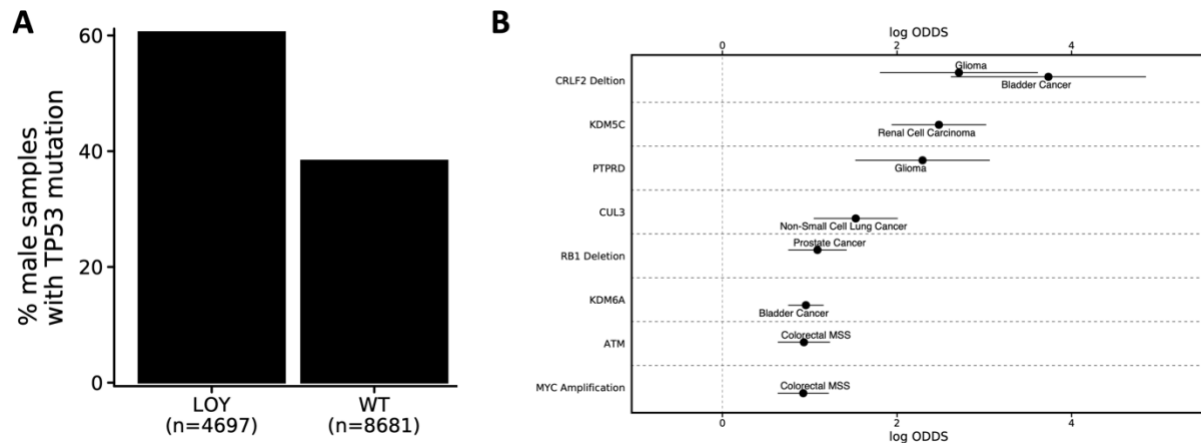 A
% male samples
with TP53 mutation
60
40
20
0
LOY
(n=4697)
WT
(n=8681)
B
log ODDS
0 2 4
CRLF2 Deltion
Glioma
Bladder Cancer
KDM5C
Renal Cell Carcinoma
PTPRD
Glioma
CUL3
Non-Small Cell Lung Cancer
RB1 Deletion
Prostate Cancer
KDM6A
Bladder Cancer
ATM
Colorectal MSS
MYC Amplification
Colorectal MSS
0 2 4
log ODDS